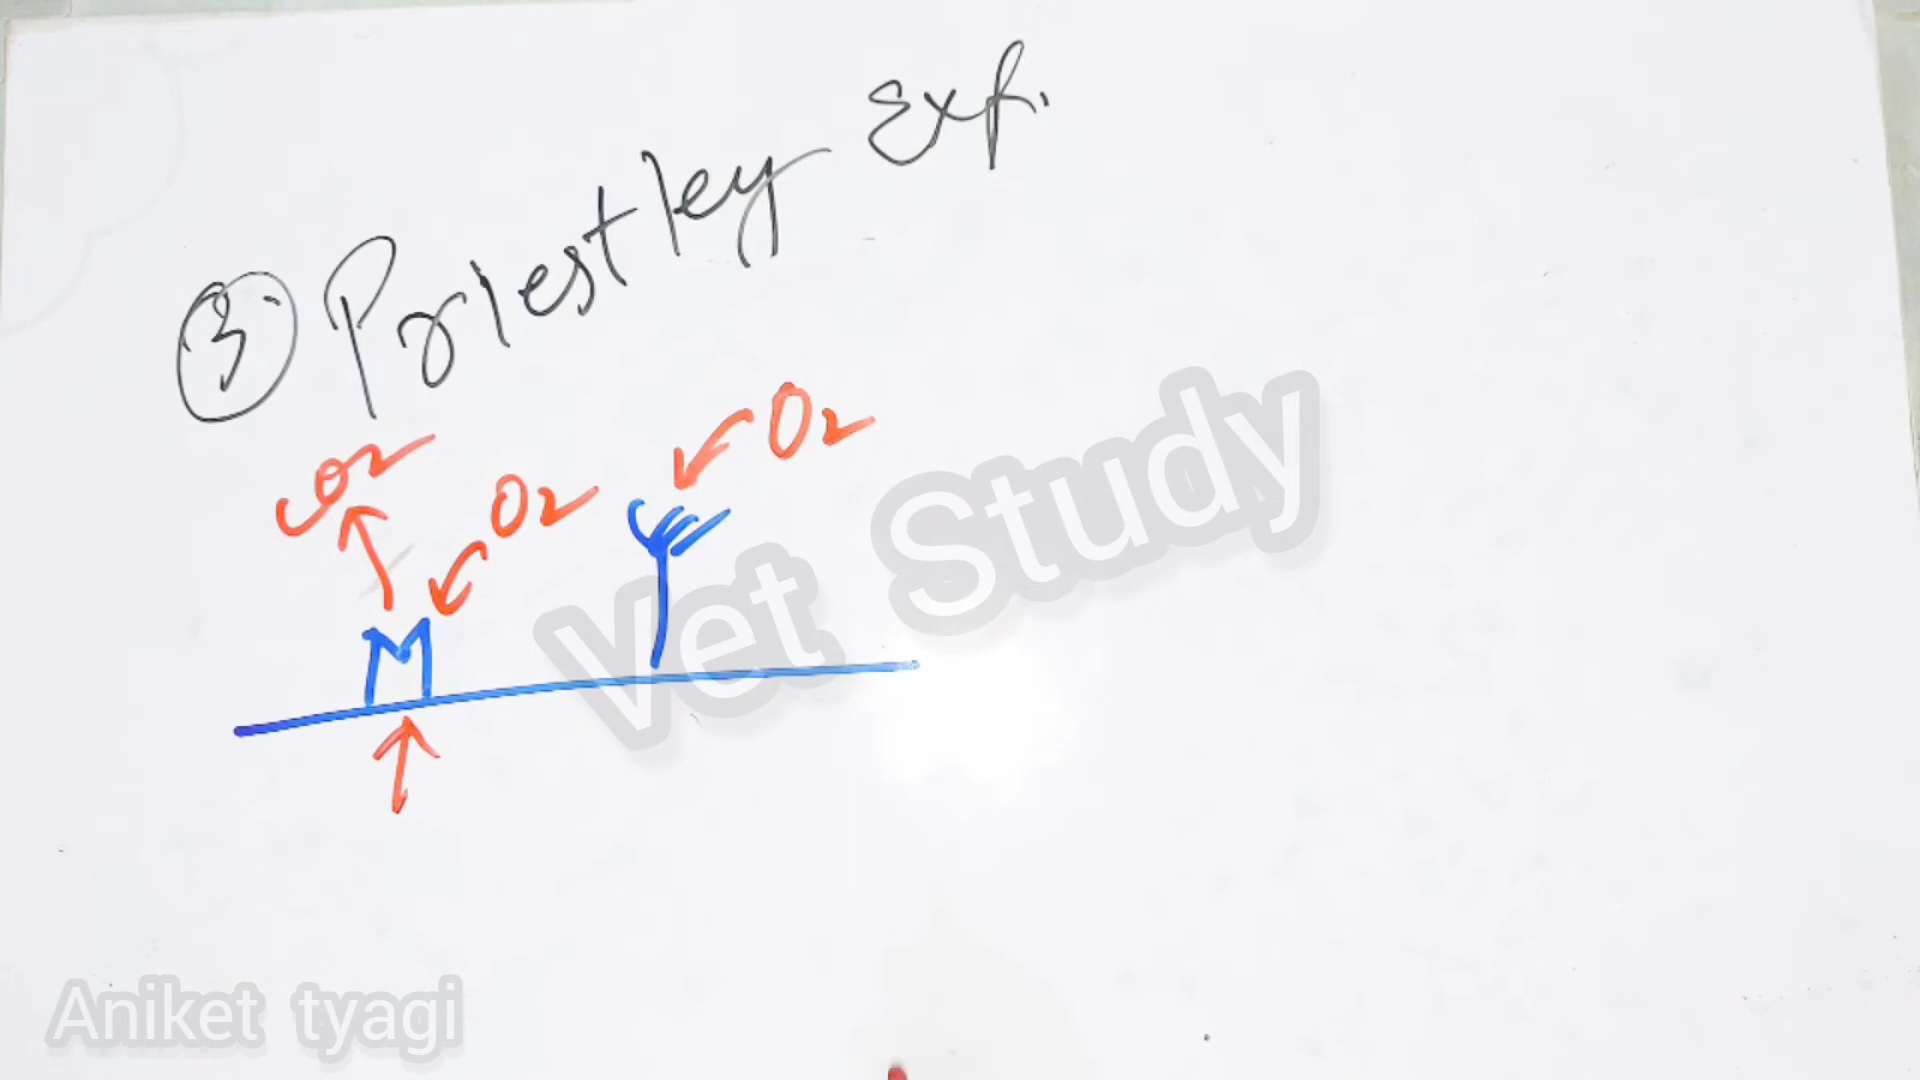 ③ Priestley Exp.
CO2
O2
O2
M
Vet Study
Aniket tyagi